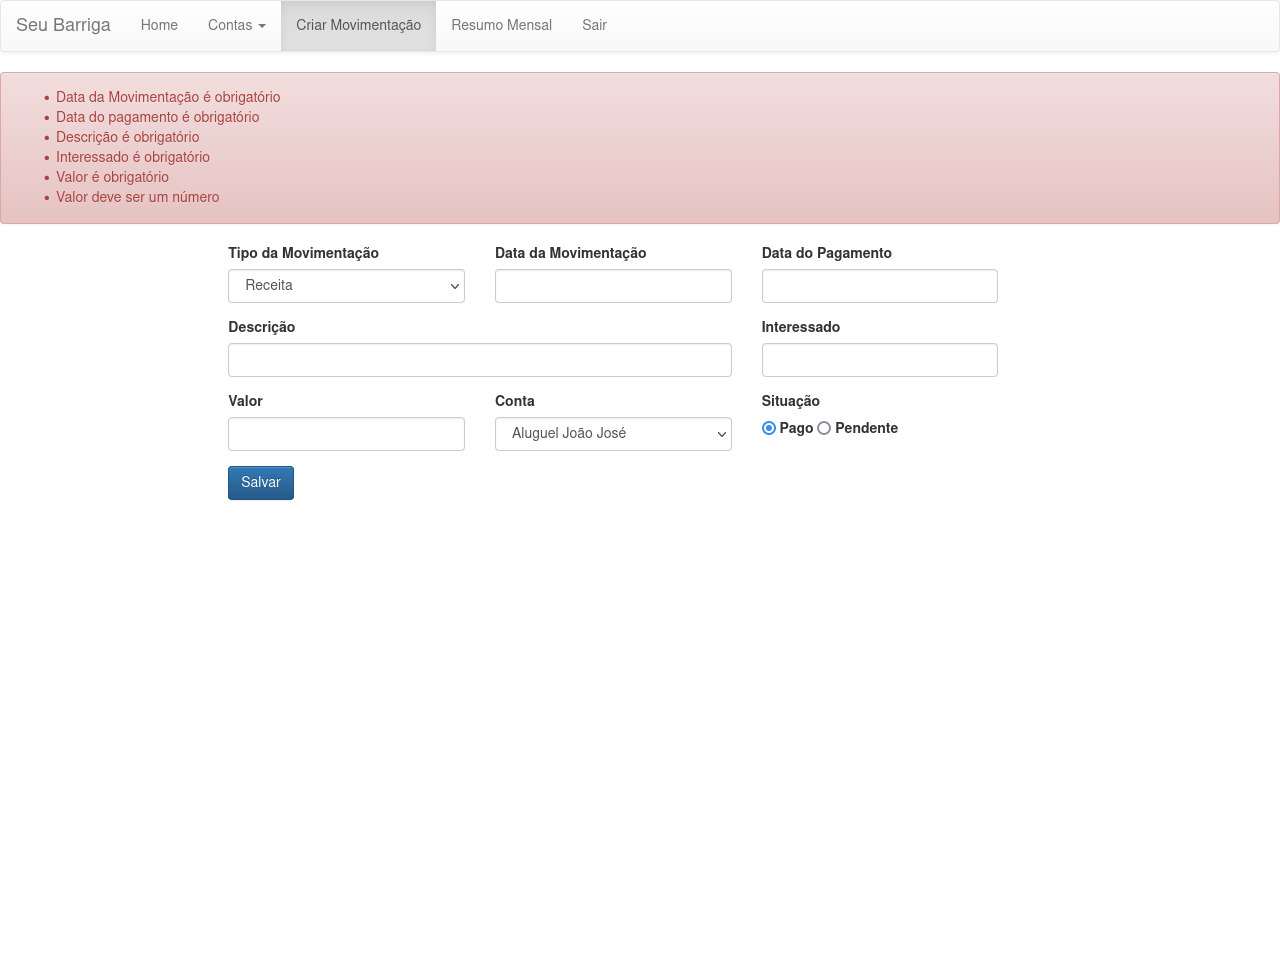 Seu Barriga Home Contas Criar Movimentação Resumo Mensal Sair
Data da Movimentação é obrigatório
Data do pagamento é obrigatório
Descrição é obrigatório
Interessado é obrigatório
Valor é obrigatório
Valor deve ser um número
Tipo da Movimentação Data da Movimentação Data do Pagamento
Receita
Descrição Interessado
Valor Conta Situação
Aluguel João José Pago Pendente
Salvar